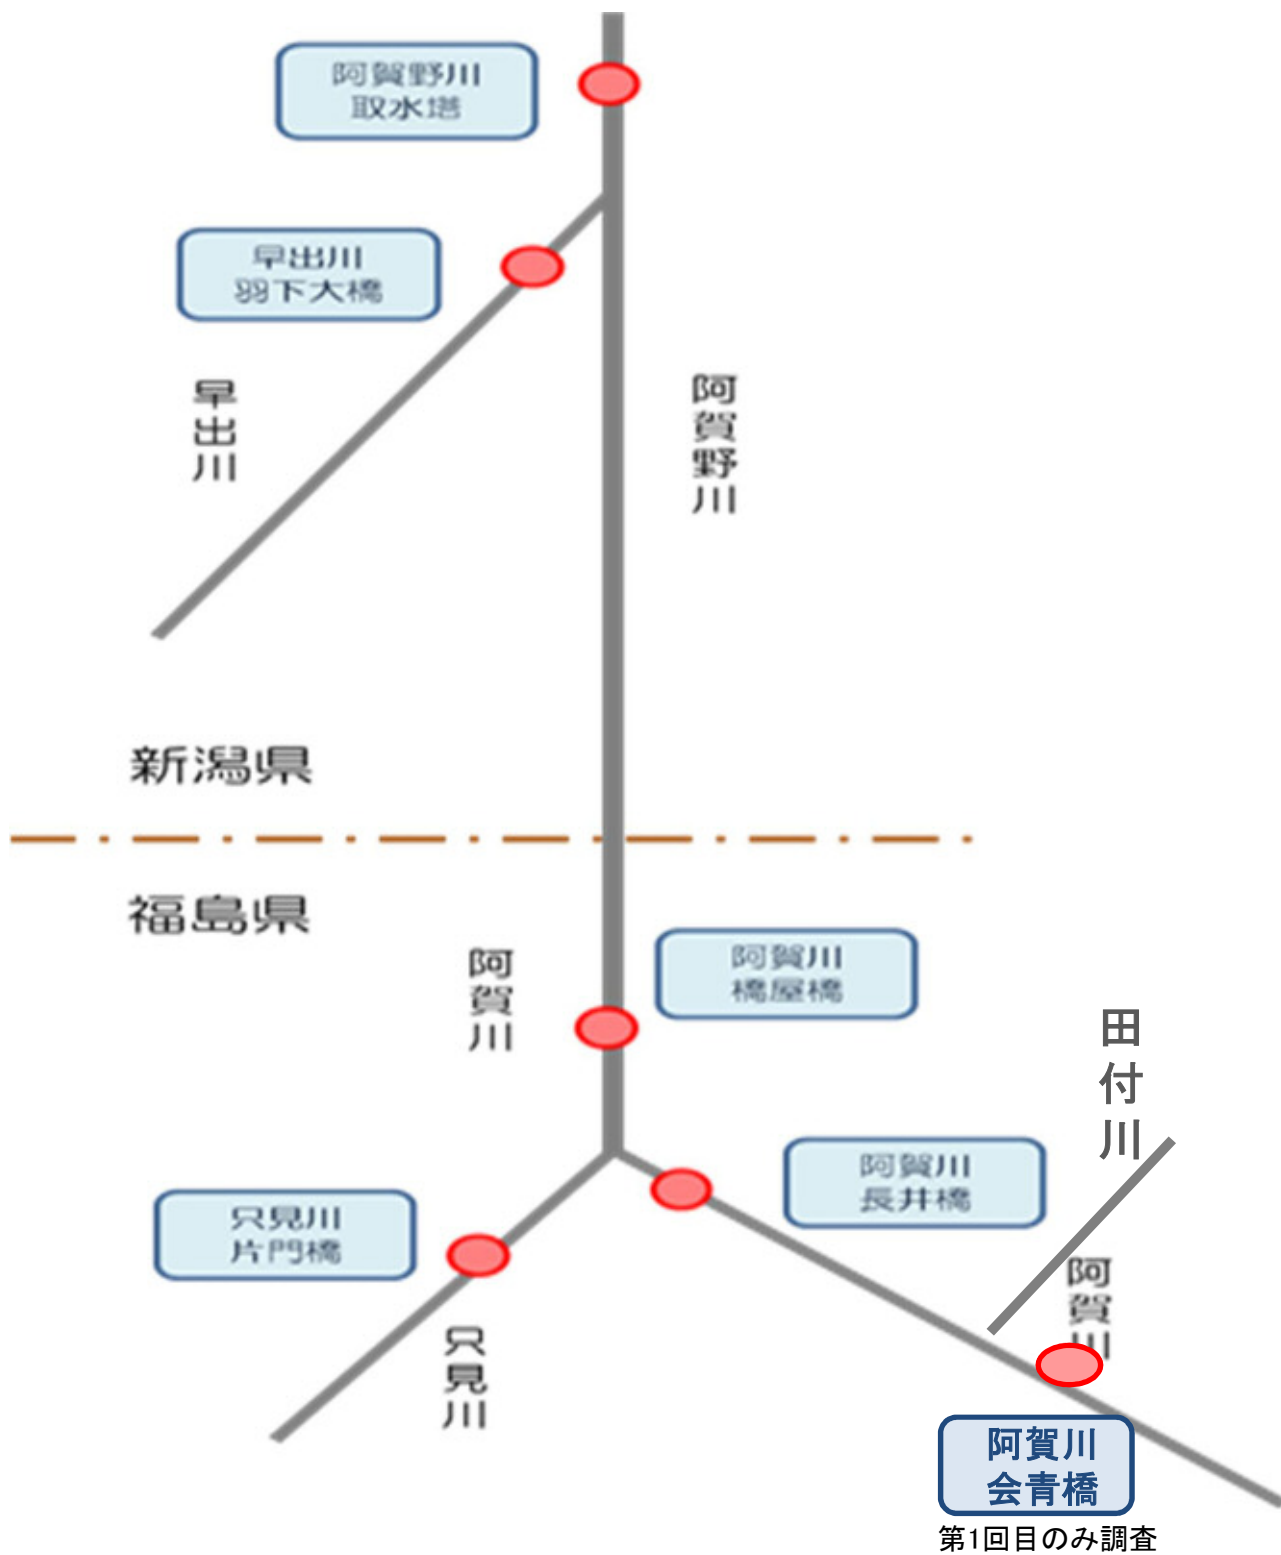 阿賀野川
取水塔
早出川
羽下大橋
早出川
阿賀野川
新潟県
福島県
阿賀川
阿賀川
橋屋橋
田付川
阿賀川
長井橋
只見川
片門橋
阿賀川
只見川
阿賀川
会青橋
第1回目のみ調査